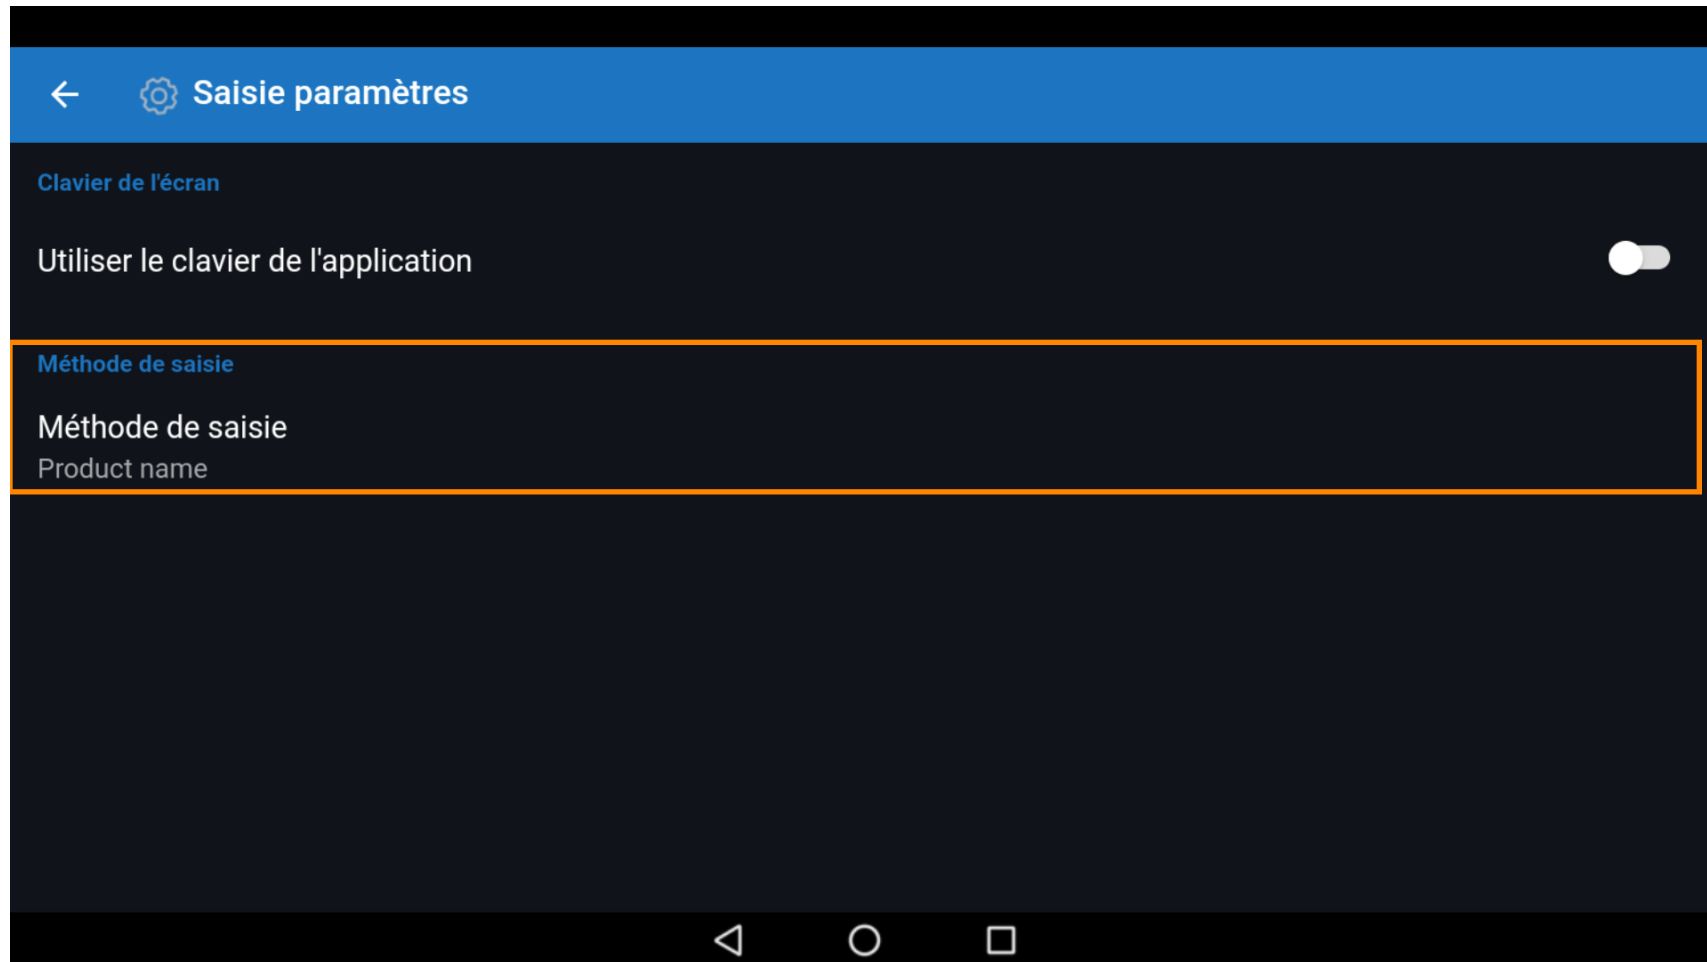 Saisie paramètres
Clavier de l'écran
Utiliser le clavier de l'application
Méthode de saisie
Méthode de saisie
Product name